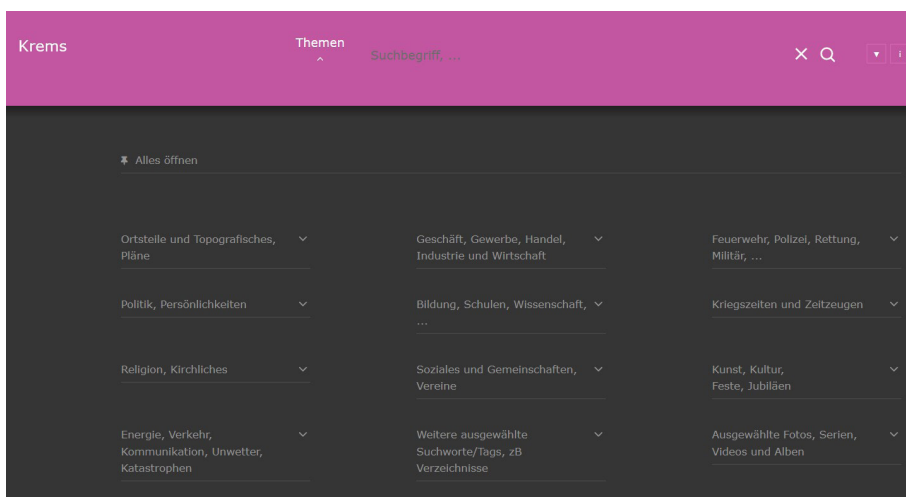 Krems
Themen
Suchbegriff, ...
i
Alles öffnen
Ortsteile und Topografisches,
Pläne
Geschäft, Gewerbe, Handel,
Industrie und Wirtschaft
Feuerwehr, Polizei, Rettung,
Militär, ...
Politik, Persönlichkeiten
Bildung, Schulen, Wissenschaft,
...
Kriegszeiten und Zeitzeugen
Religion, Kirchliches
Soziales und Gemeinschaften,
Vereine
Kunst, Kultur,
Feste, Jubiläen
Energie, Verkehr,
Kommunikation, Unwetter,
Katastrophen
Weitere ausgewählte
Suchworte/Tags, zB
Verzeichnisse
Ausgewählte Fotos, Serien,
Videos und Alben